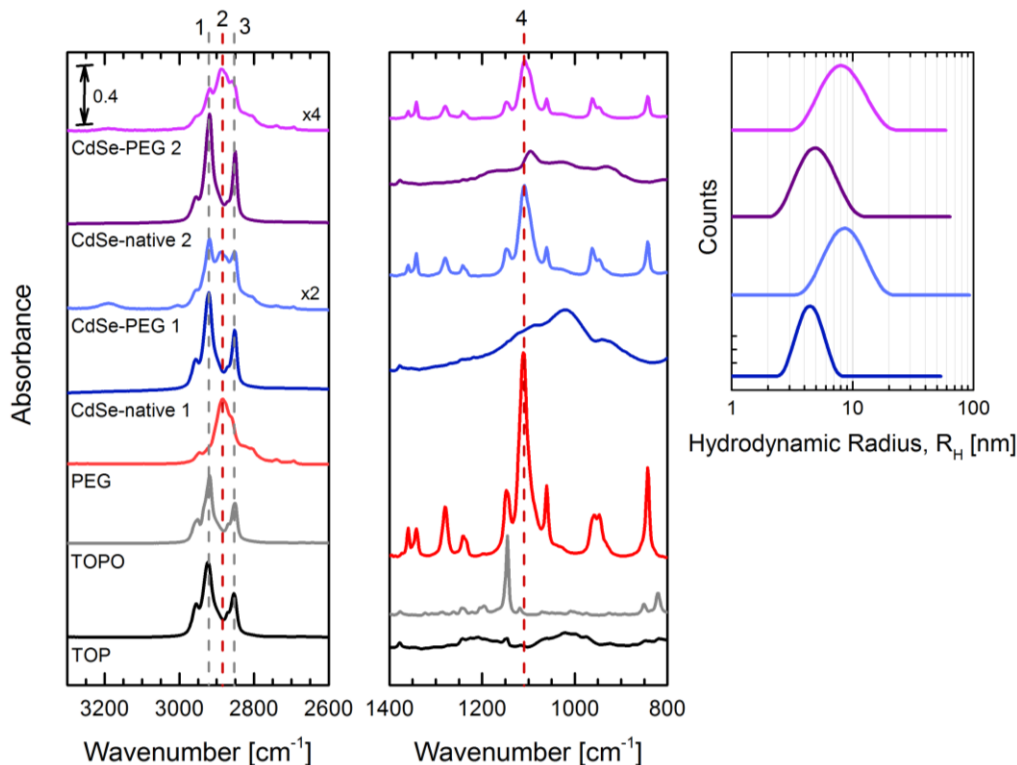 1 2 3
4
0.4
x4
CdSe-PEG 2
CdSe-native 2
x2
CdSe-PEG 1
CdSe-native 1
PEG
TOPO
TOP
Absorbance
3200 3000 2800 2600
Wavenumber [cm⁻¹]
1400 1200 1000 800
Wavenumber [cm⁻¹]
Counts
1 10 100
Hydrodynamic Radius, R_H [nm]